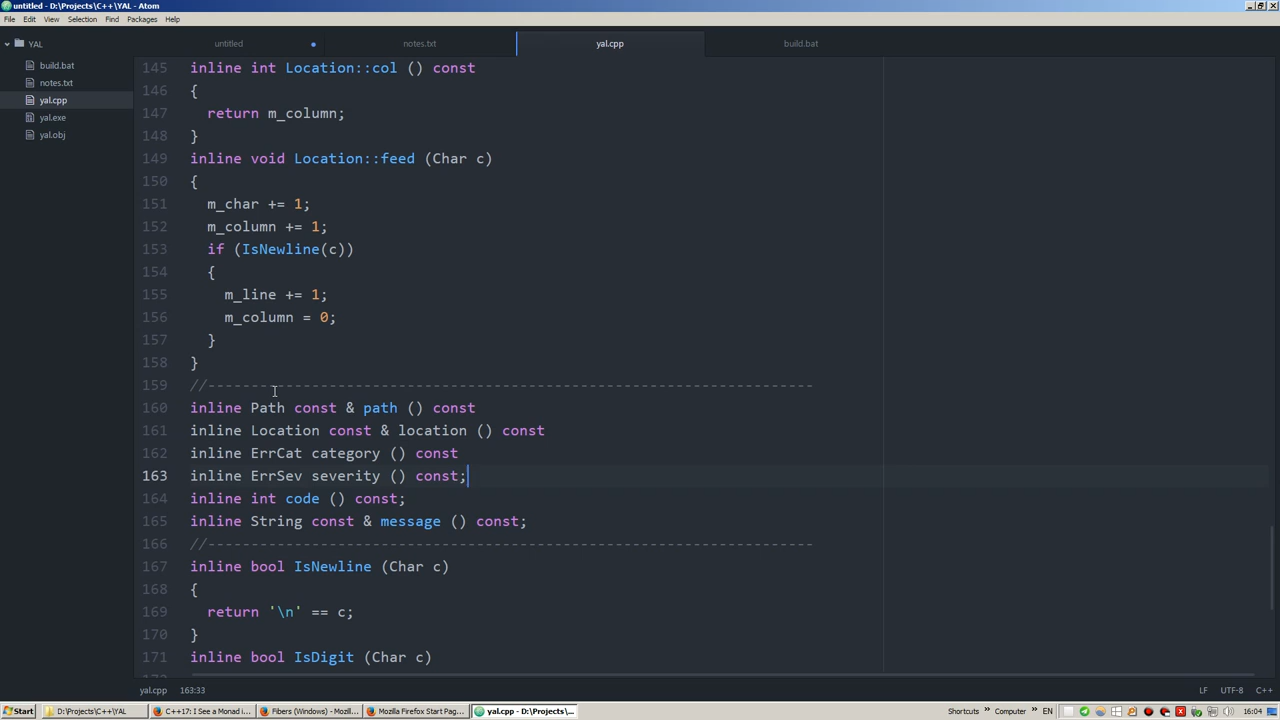 untitled - D:\Projects\C++\YAL - Atom
File Edit View Selection Find Packages Help
YAL
build.bat
notes.txt
yal.cpp
yal.exe
yal.obj
untitled notes.txt yal.cpp build.bat
145 inline int Location::col () const
146 {
147 return m_column;
148 }
149 inline void Location::feed (Char c)
150 {
151 m_char += 1;
152 m_column += 1;
153 if (IsNewline(c))
154 {
155 m_line += 1;
156 m_column = 0;
157 }
158 }
159 //----------------------------------------------------------------------
160 inline Path const & path () const
161 inline Location const & location () const
162 inline ErrCat category () const
163 inline ErrSev severity () const;
164 inline int code () const;
165 inline String const & message () const;
166 //----------------------------------------------------------------------
167 inline bool IsNewline (Char c)
168 {
169 return '\n' == c;
170 }
171 inline bool IsDigit (Char c)
yal.cpp 163:33 LF UTF-8 C++
Start D:\Projects\C++\YAL C++17: I See a Monad i... Fibers (Windows) - Mozil... Mozilla Firefox Start Pag... yal.cpp - D:\Projects\... Shortcuts » Computer » EN 16:04